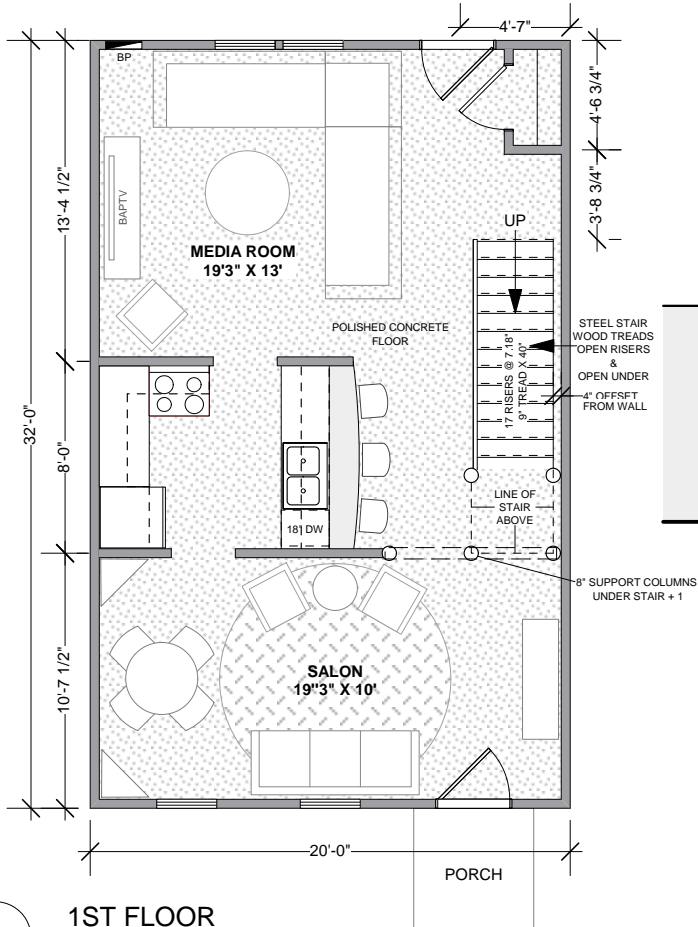 4'-7"
BP
4'-6 3/4"
3'-8 3/4"
13'-4 1/2"
BAPTV
MEDIA ROOM
19'3" X 13'
UP
POLISHED CONCRETE
FLOOR
17 RISERS @ 7.18"
9" TREAD X 40"
STEEL STAIR
WOOD TREADS
OPEN RISERS
&
OPEN UNDER
4" OFFSET
FROM WALL
32'-0"
8'-0"
18" DW
LINE OF
STAIR
ABOVE
8" SUPPORT COLUMNS
UNDER STAIR + 1
10'-7 1/2"
SALON
19"3" X 10'
20'-0"
PORCH
1ST FLOOR